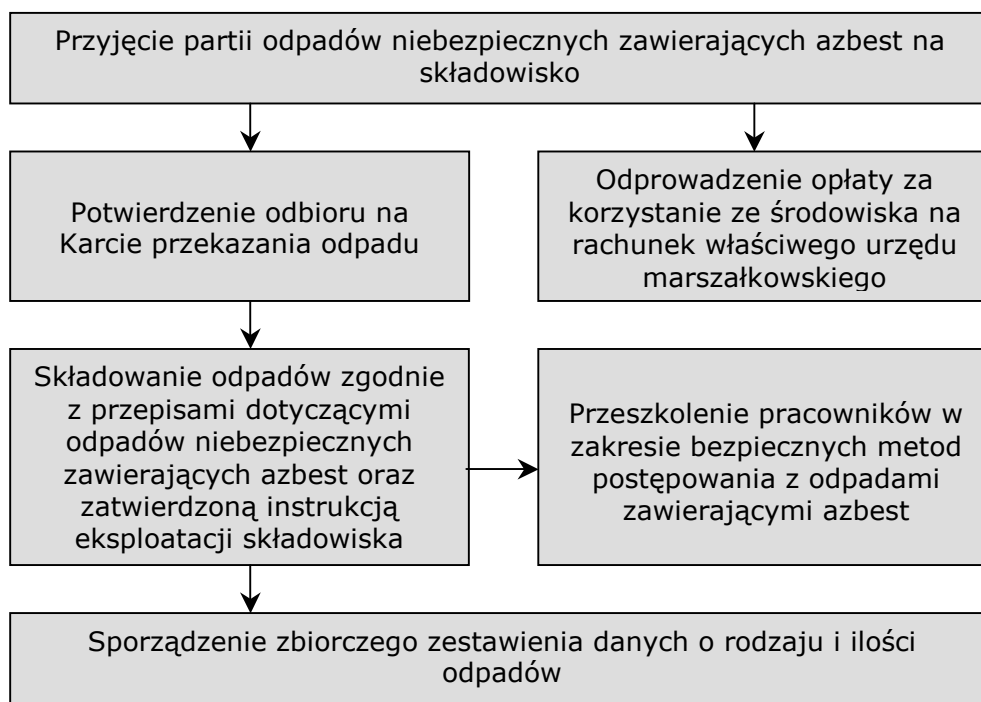 Przyjęcie partii odpadów niebezpiecznych zawierających azbest na
składowisko
Potwierdzenie odbioru na
Karcie przekazania odpadu
Odprowadzenie opłaty za
korzystanie ze środowiska na
rachunek właściwego urzędu
marszałkowskiego
Składowanie odpadów zgodnie
z przepisami dotyczącymi
odpadów niebezpiecznych
zawierających azbest oraz
zatwierdzoną instrukcją
eksploatacji składowiska
Przeszkolenie pracowników w
zakresie bezpiecznych metod
postępowania z odpadami
zawierającymi azbest
Sporządzenie zbiorczego zestawienia danych o rodzaju i ilości
odpadów